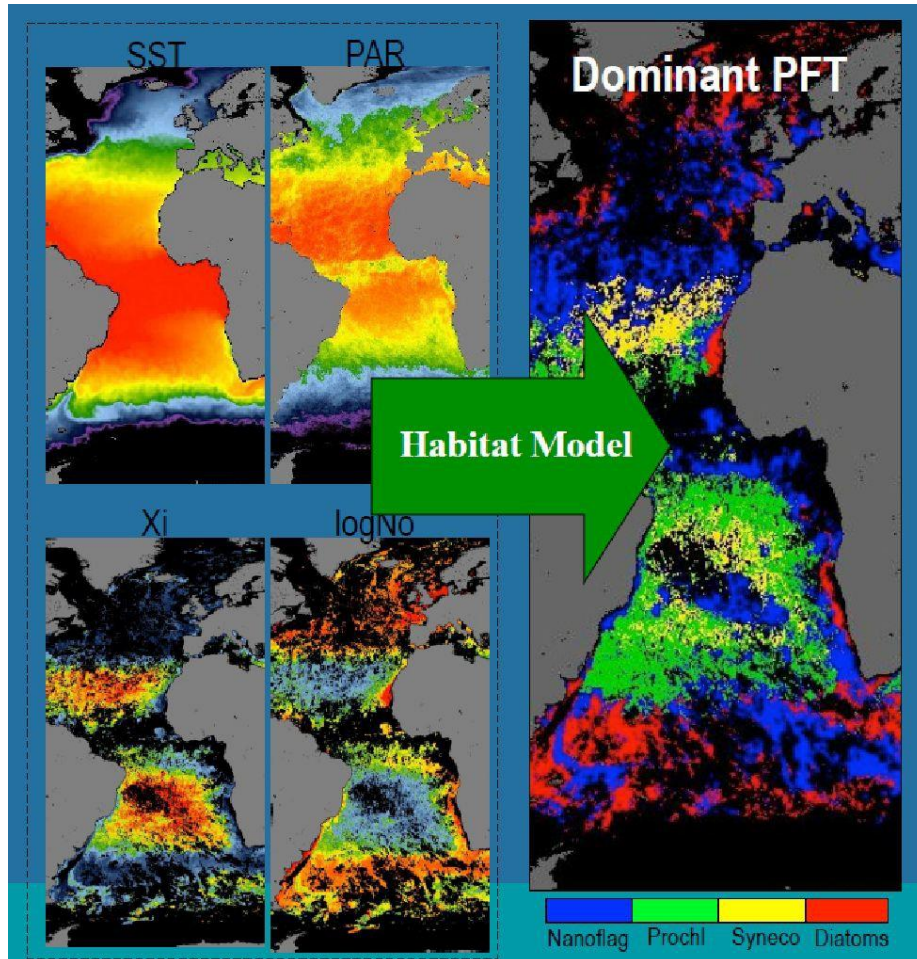 SST
PAR
Dominant PFT
Habitat Model
Xi
logNo
Nanoflag
Prochl
Syneco
Diatoms